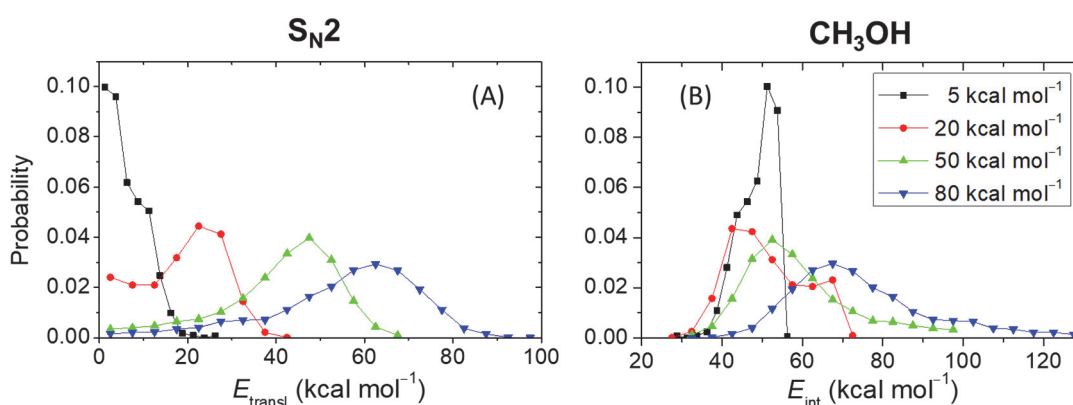 S_N2
CH₃OH
(A)
(B)
5 kcal mol⁻¹
20 kcal mol⁻¹
50 kcal mol⁻¹
80 kcal mol⁻¹
Probability
0.10
0.08
0.06
0.04
0.02
0.00
0 20 40 60 80 100
E_transl (kcal mol⁻¹)
0.10
0.08
0.06
0.04
0.02
0.00
20 40 60 80 100 120
E_int (kcal mol⁻¹)